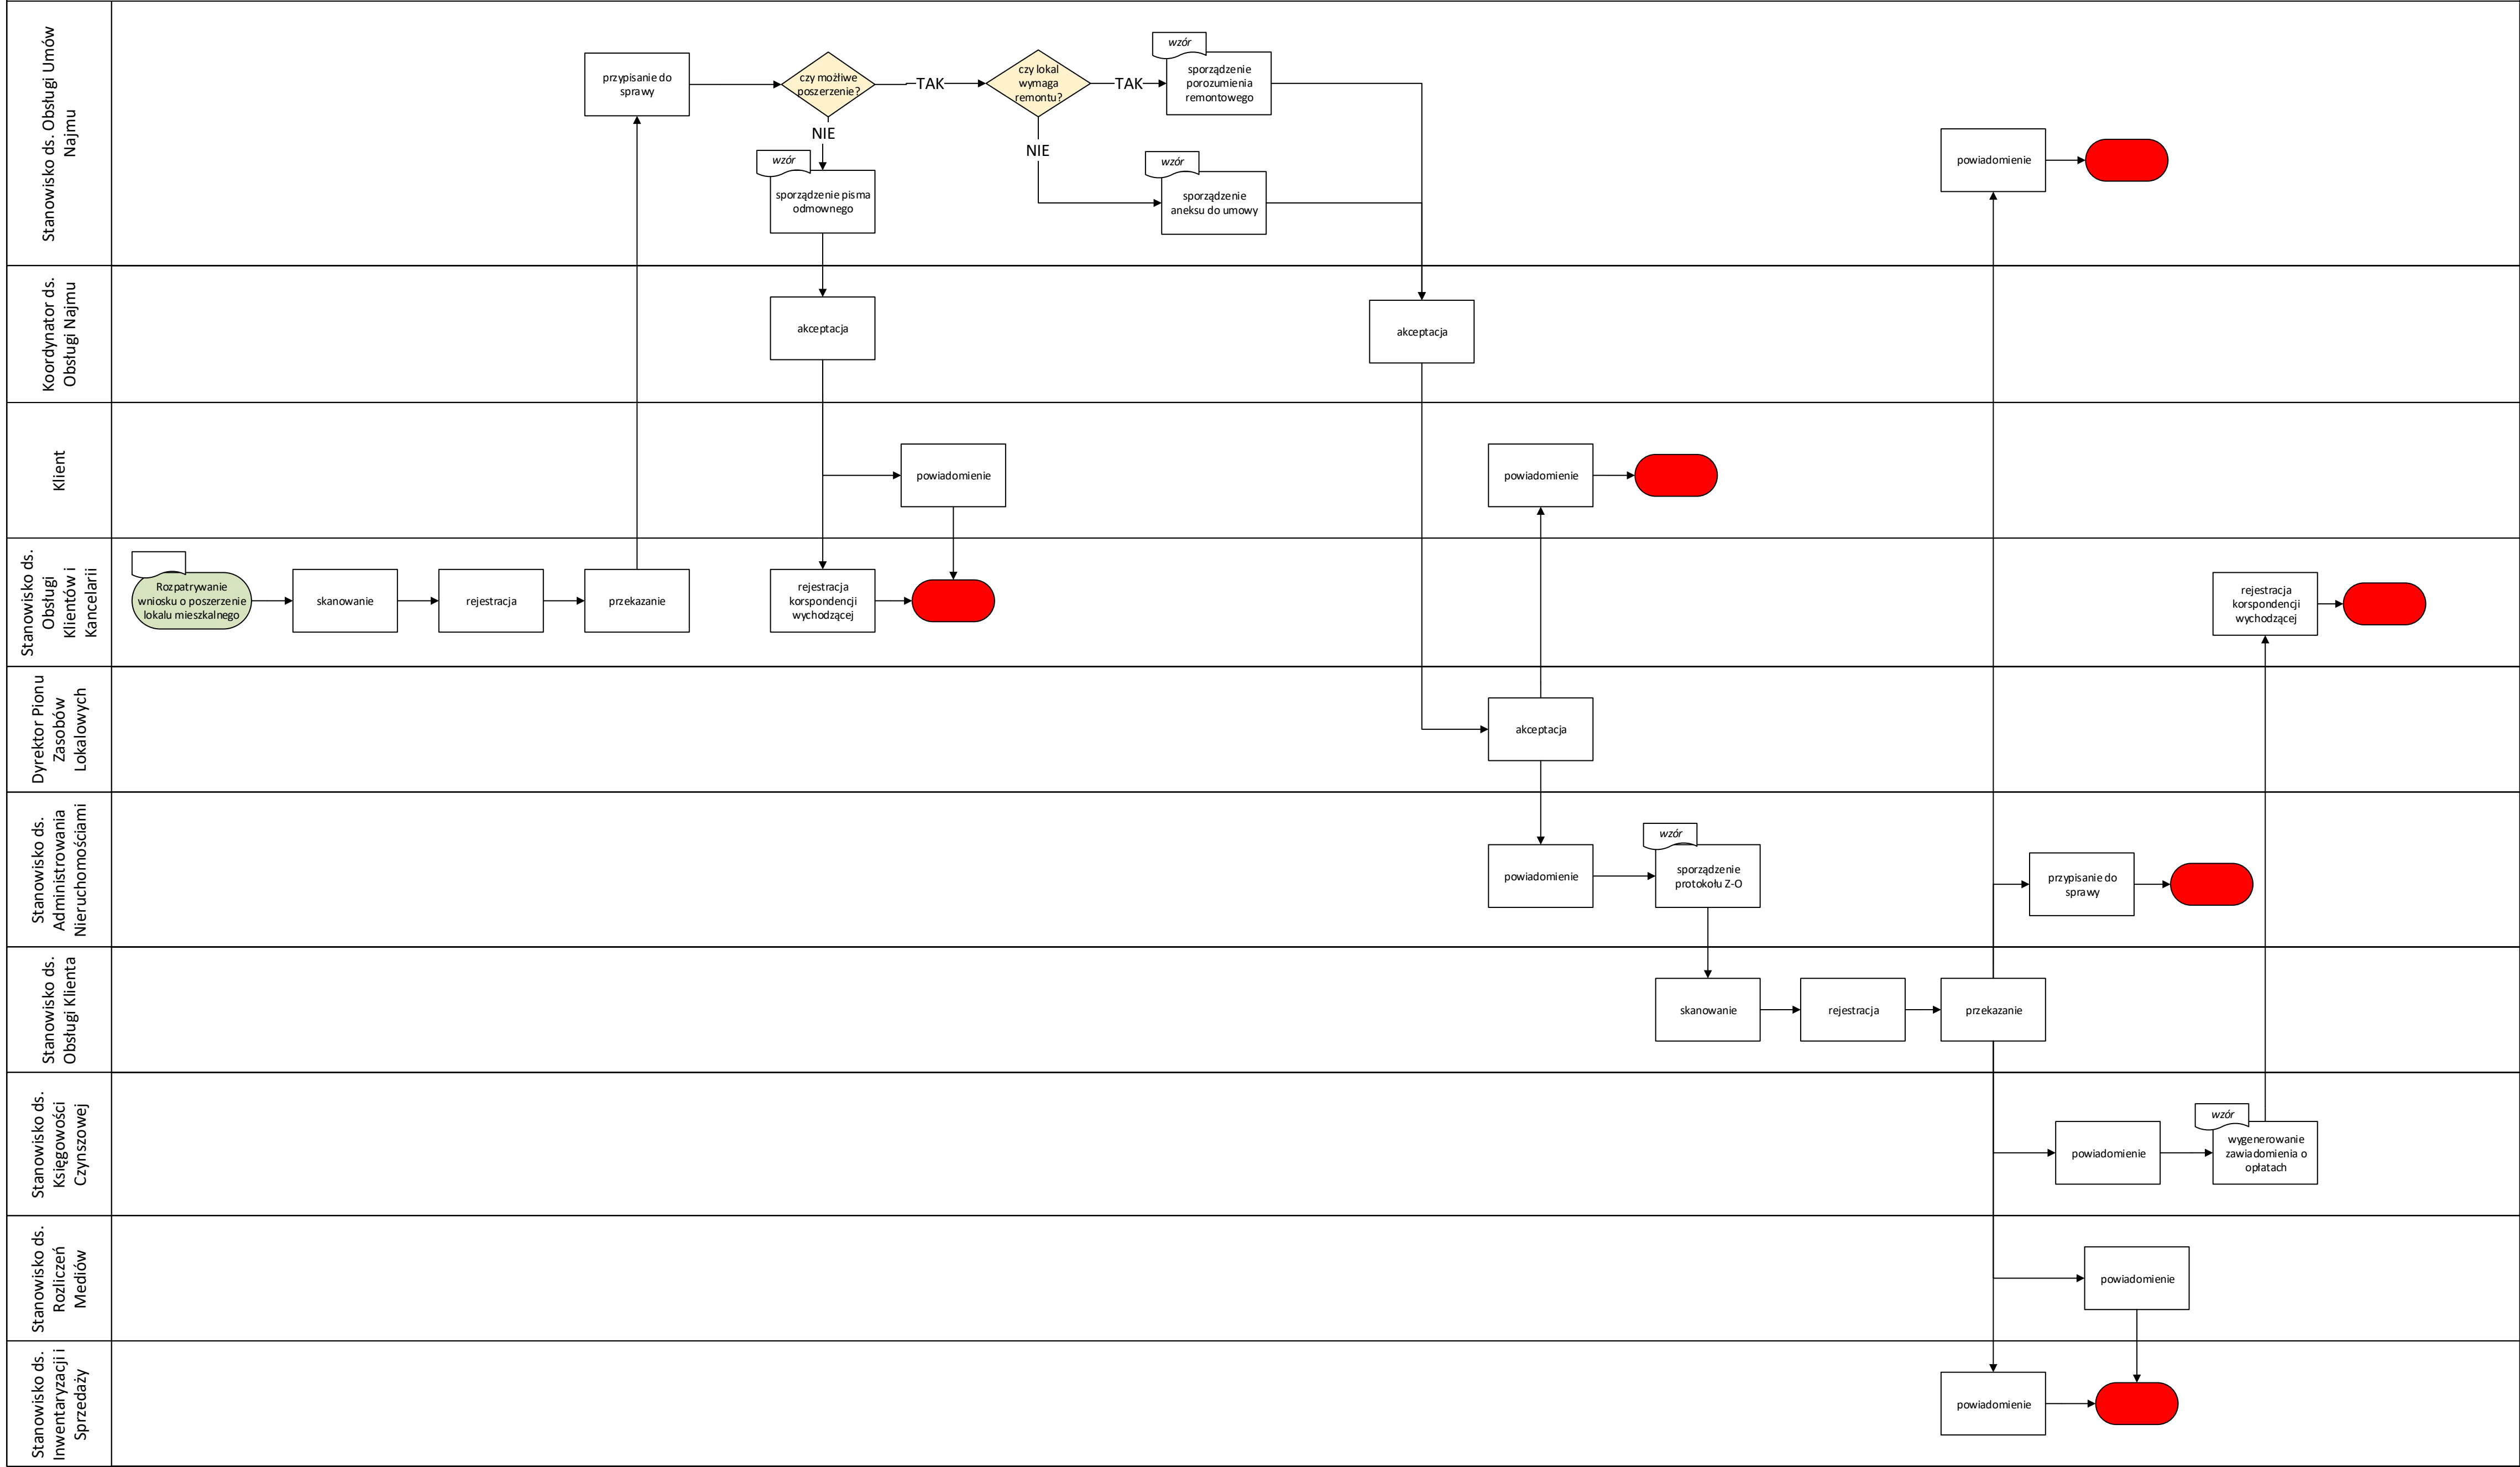 Stanowisko ds. Obsługi Umów
Najmu
przypisanie do
sprawy
czy możliwe
poszerzenie?
TAK
NIE
czy lokal
wymaga
remontu?
TAK
NIE
wzór
sporządzenie
porozumienia
remontowego
wzór
sporządzenie pisma
odmownego
wzór
sporządzenie
aneksu do umowy
powiadomienie
Koordynator ds.
Obsługi Najmu
akceptacja
akceptacja
Klient
powiadomienie
powiadomienie
Stanowisko ds.
Obsługi
Klientów i
Kancelarii
Rozpatrywanie
wniosku o poszerzenie
lokalu mieszkalnego
skanowanie
rejestracja
przekazanie
rejestracja
korspondencji
wychodzącej
rejestracja
korspondencji
wychodzącej
Dyrektor Pionu
Zasobów
Lokalowych
akceptacja
Stanowisko ds.
Administrowania
Nieruchomościami
powiadomienie
wzór
sporządzenie
protokołu Z-O
przypisanie do
sprawy
Stanowisko ds.
Obsługi Klienta
skanowanie
rejestracja
przekazanie
Stanowisko ds.
Księgowości
Czynszowej
powiadomienie
wzór
wygenerowanie
zawiadomienia o
opłatach
Stanowisko ds.
Rozliczeń
Mediów
powiadomienie
Stanowisko ds.
Inwentaryzacji i
Sprzedaży
powiadomienie